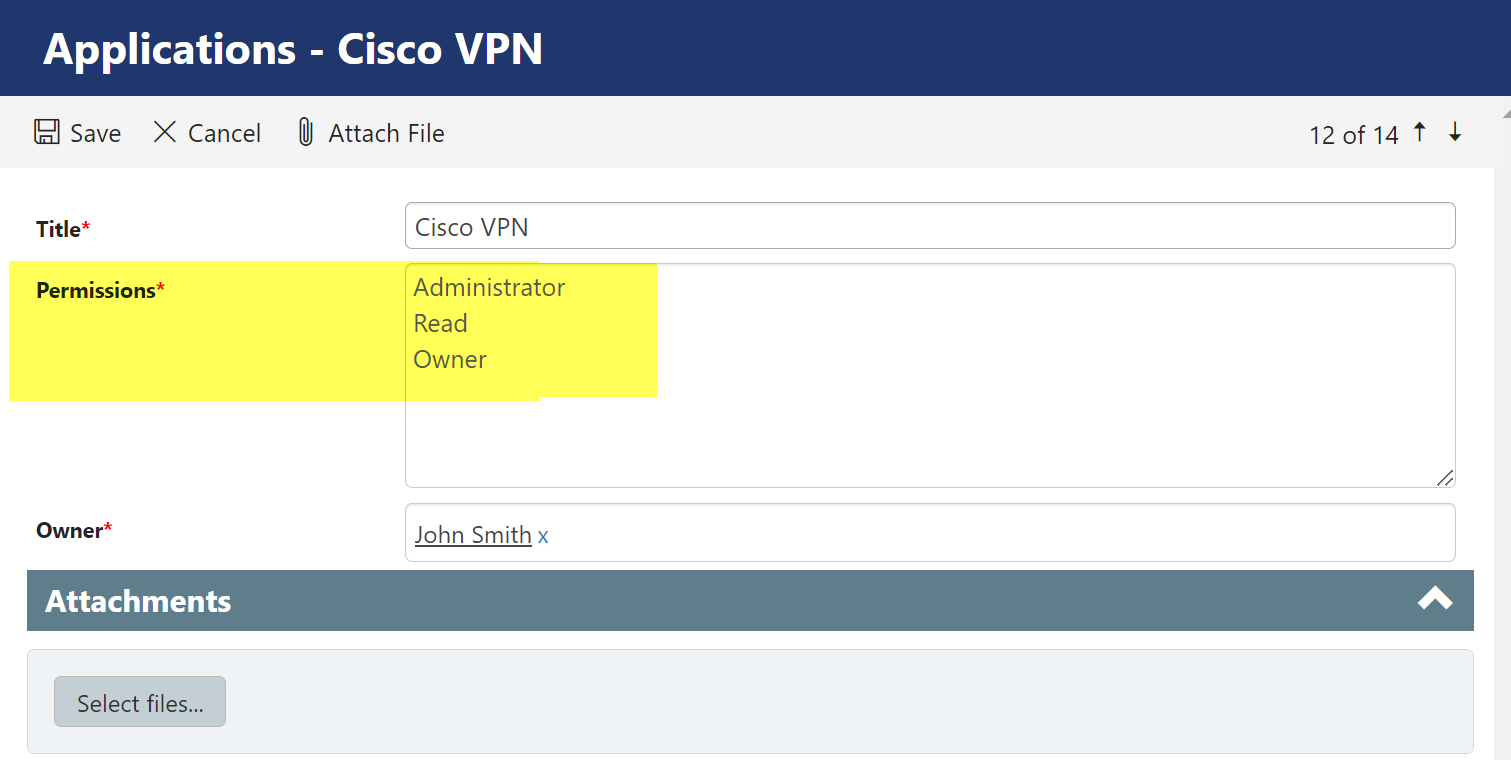 Applications - Cisco VPN
Save Cancel Attach File 12 of 14
Title* Cisco VPN
Permissions* Administrator
Read
Owner
Owner* John Smith x
Attachments
Select files...